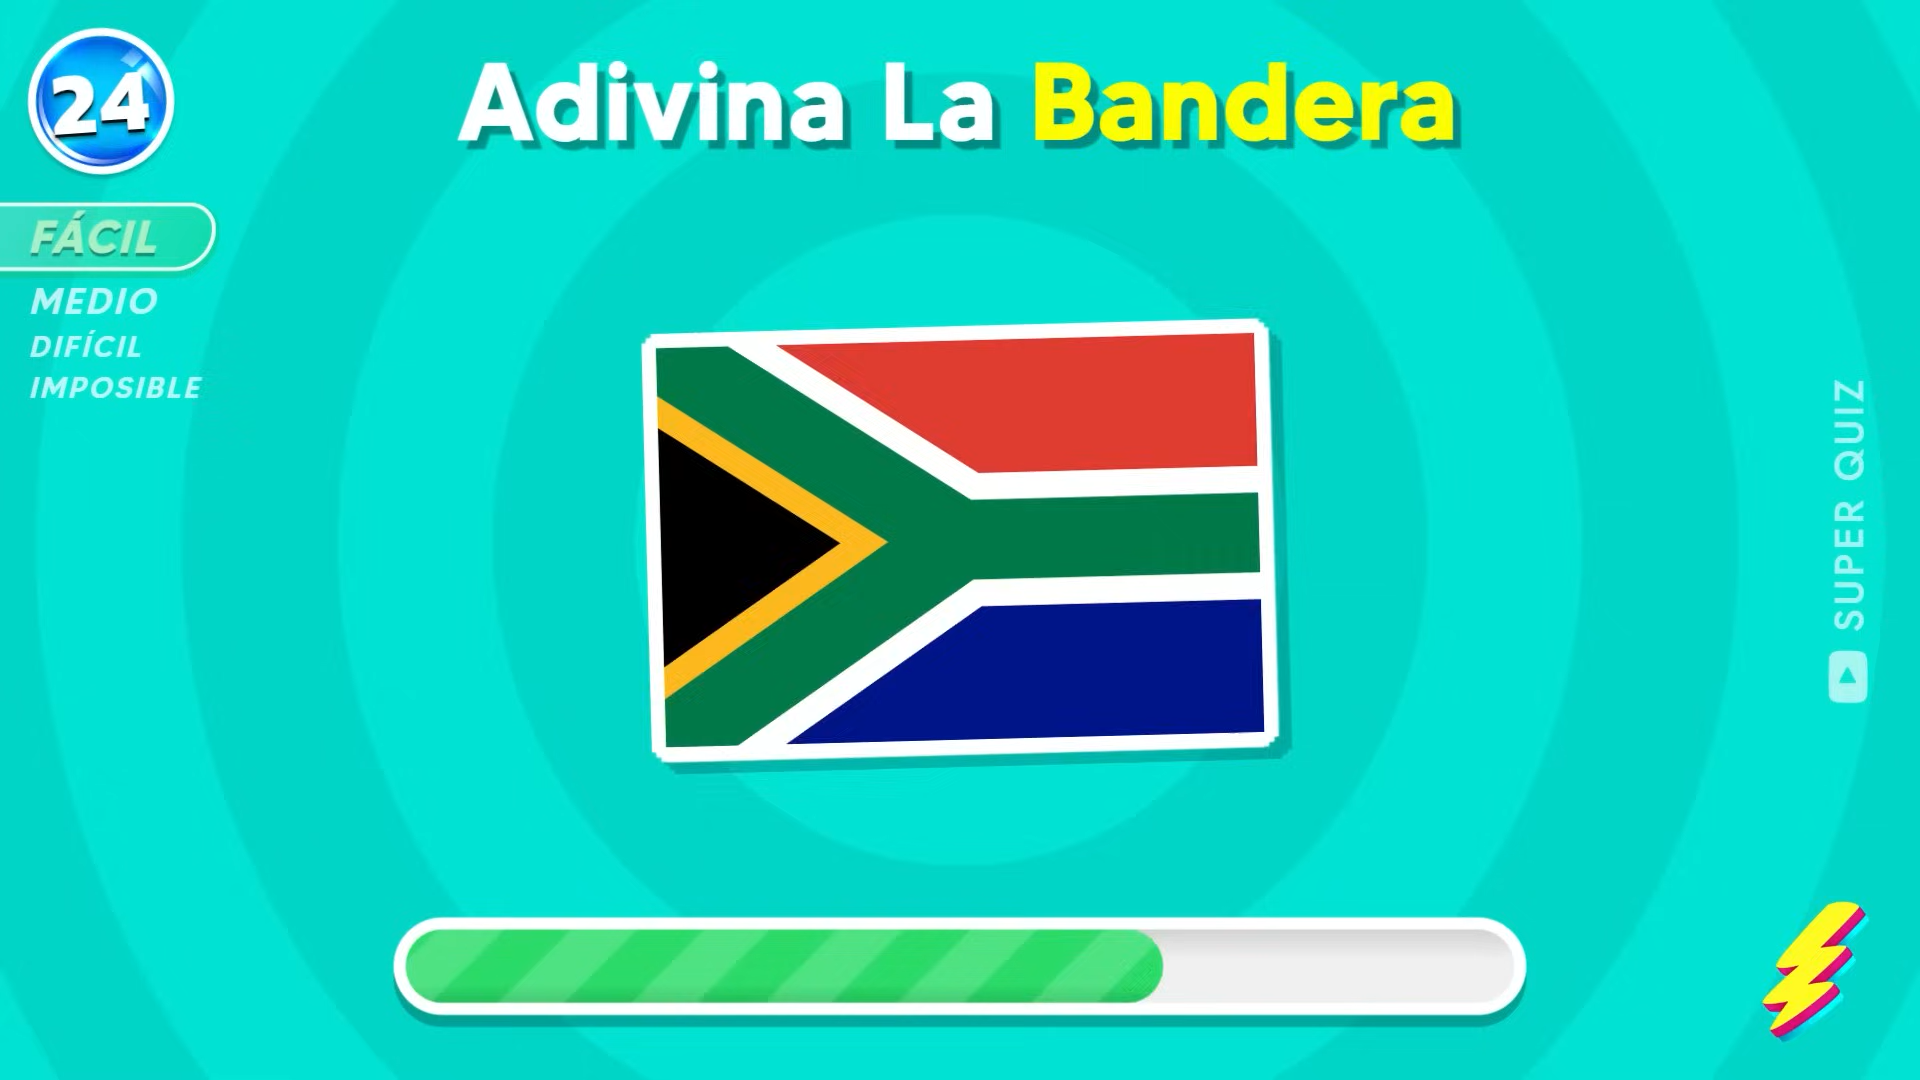 24
Adivina La Bandera
FÁCIL
MEDIO
DIFÍCIL
IMPOSIBLE
SUPER QUIZ